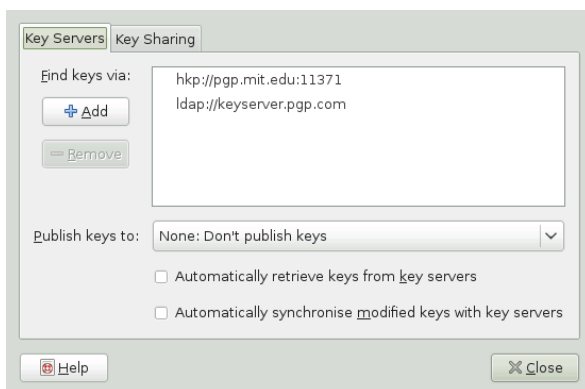 Key Servers Key Sharing
Find keys via:
hkp://pgp.mit.edu:11371
ldap://keyserver.pgp.com
Add
Remove
Publish keys to: None: Don't publish keys
Automatically retrieve keys from key servers
Automatically synchronise modified keys with key servers
Help Close